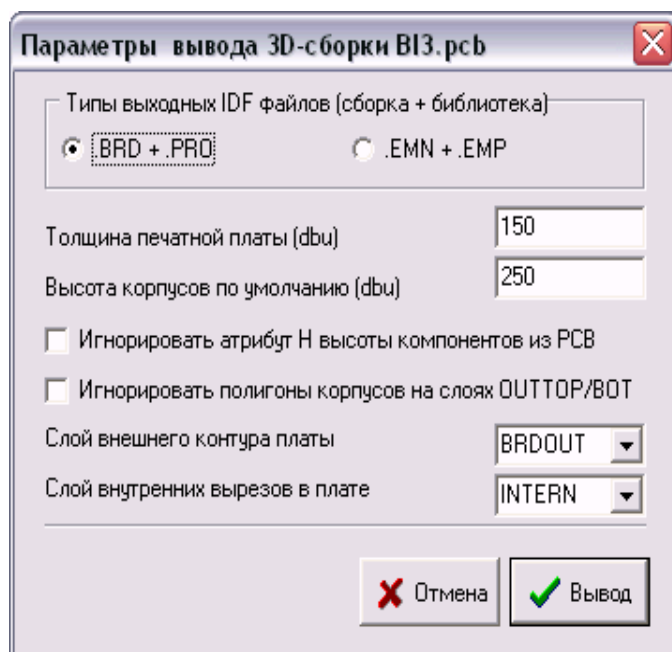 Параметры вывода 3D-сборки BI3.pcb
Типы выходных IDF файлов (сборка + библиотека)
.BRD + .PRO .EMN + .EMP
Толщина печатной платы (dbu) 150
Высота корпусов по умолчанию (dbu) 250
Игнорировать атрибут H высоты компонентов из PCB
Игнорировать полигоны корпусов на слоях OUTTOP/BOT
Слой внешнего контура платы BRDOUT
Слой внутренних вырезов в плате INTERN
Отмена Вывод